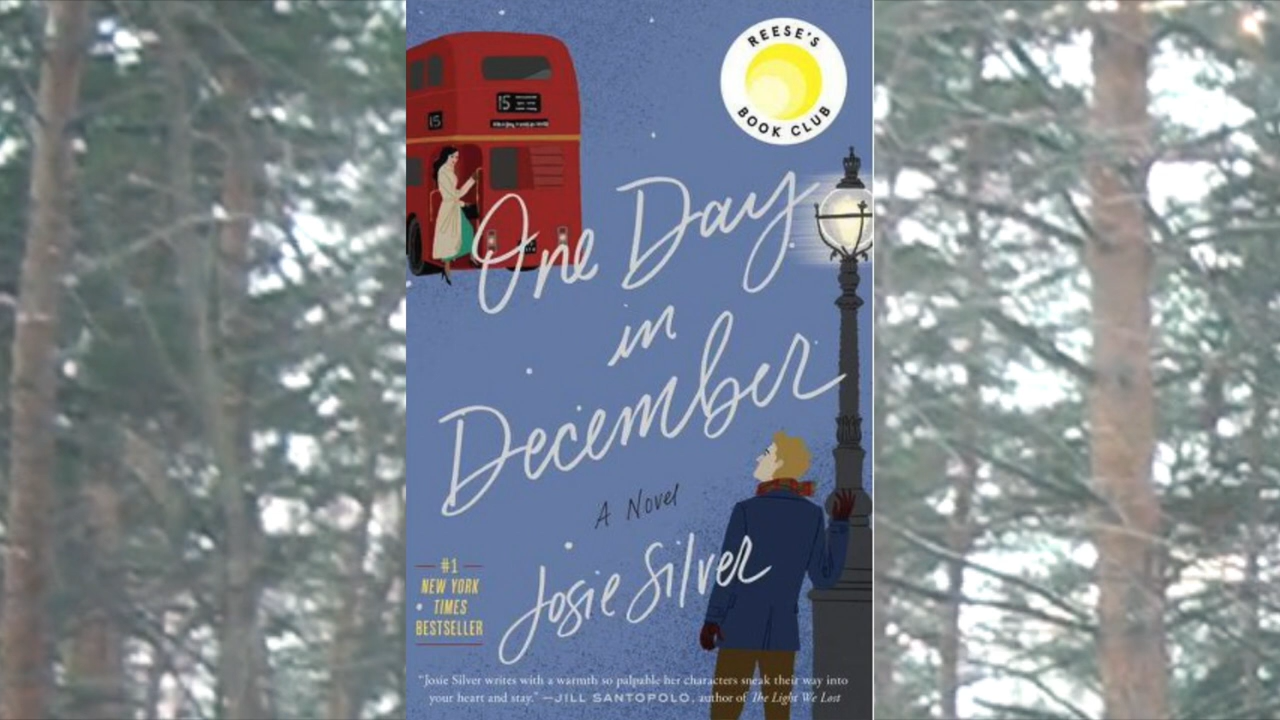 REESE'S
BOOK CLUB
15
15
One Day
in
December
A Novel
Josie Silver
#1
NEW YORK
TIMES
BESTSELLER
"Josie Silver writes with a warmth so palpable her characters sneak their way into
your heart and stay." —JILL SANTOPOLO, author of The Light We Lost